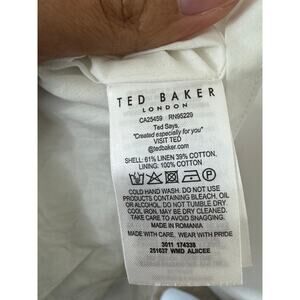 TED BAKER
LONDON
CA25459 RN95229
Ted Says,
"Created especially for you"
VISIT TED
@tedbaker.com
SHELL: 61% LINEN 39% COTTON.
LINING: 100% COTTON
COLD HAND WASH. DO NOT USE
PRODUCTS CONTAINING BLEACH, OIL
OR ALCOHOL. DO NOT TUMBLE DRY.
COOL IRON, MAY BE DRY CLEANED.
TAKE CARE TO AVOID SNAGGING.
MADE IN ROMANIA
MADE WITH CARE, WEAR WITH PRIDE
3011 174338
251637 WMD ALICEE